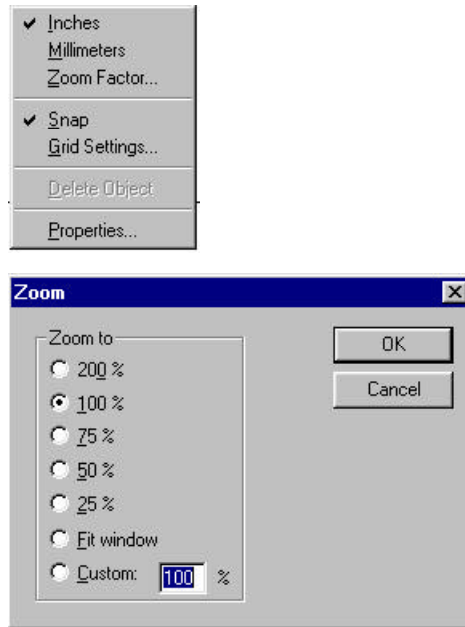 Inches
Millimeters
Zoom Factor...
Snap
Grid Settings...
Delete Object
Properties...
Zoom
Zoom to
OK
200 %
Cancel
100 %
75 %
50 %
25 %
Fit window
Custom: 100 %